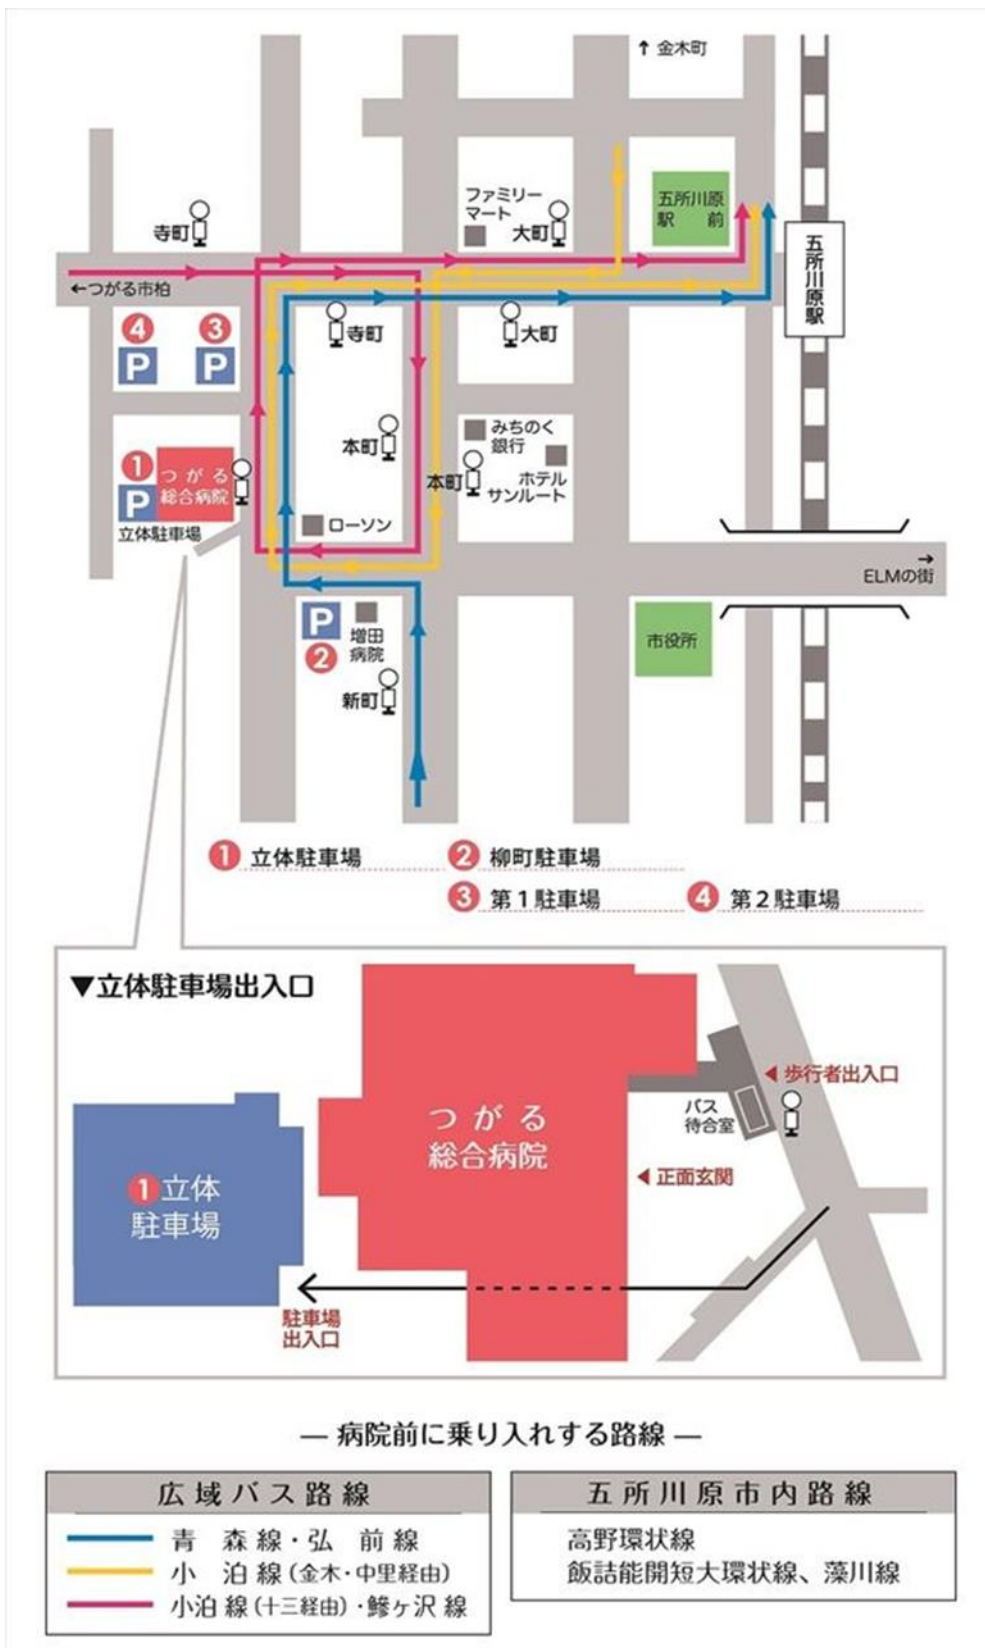 ↑ 金木町
ファミリー
マート
寺町
大町
五所川原
駅 前
五所川原駅
←つがる市柏
4
3
P
P
寺町
大町
みちのく
銀行
本町
本町
ホテル
サンルート
1
P
つ が る
総合病院
立体駐車場
ローソン
→
ELMの街
P
2
増田
病院
市役所
新町
1 立体駐車場
2 柳町駐車場
3 第1駐車場
4 第2駐車場
▼立体駐車場出入口
◀ 歩行者出入口
バス
待合室
つ が る
総合病院
◀ 正面玄関
1 立体
駐車場
駐車場
出入口
― 病院前に乗り入れする路線 ―
広域バス路線
青 森 線・弘 前 線
小 泊 線(金木・中里経由)
小泊線(十三経由)・鰺ヶ沢線
五所川原市内路線
高野環状線
飯詰能開短大環状線、藻川線